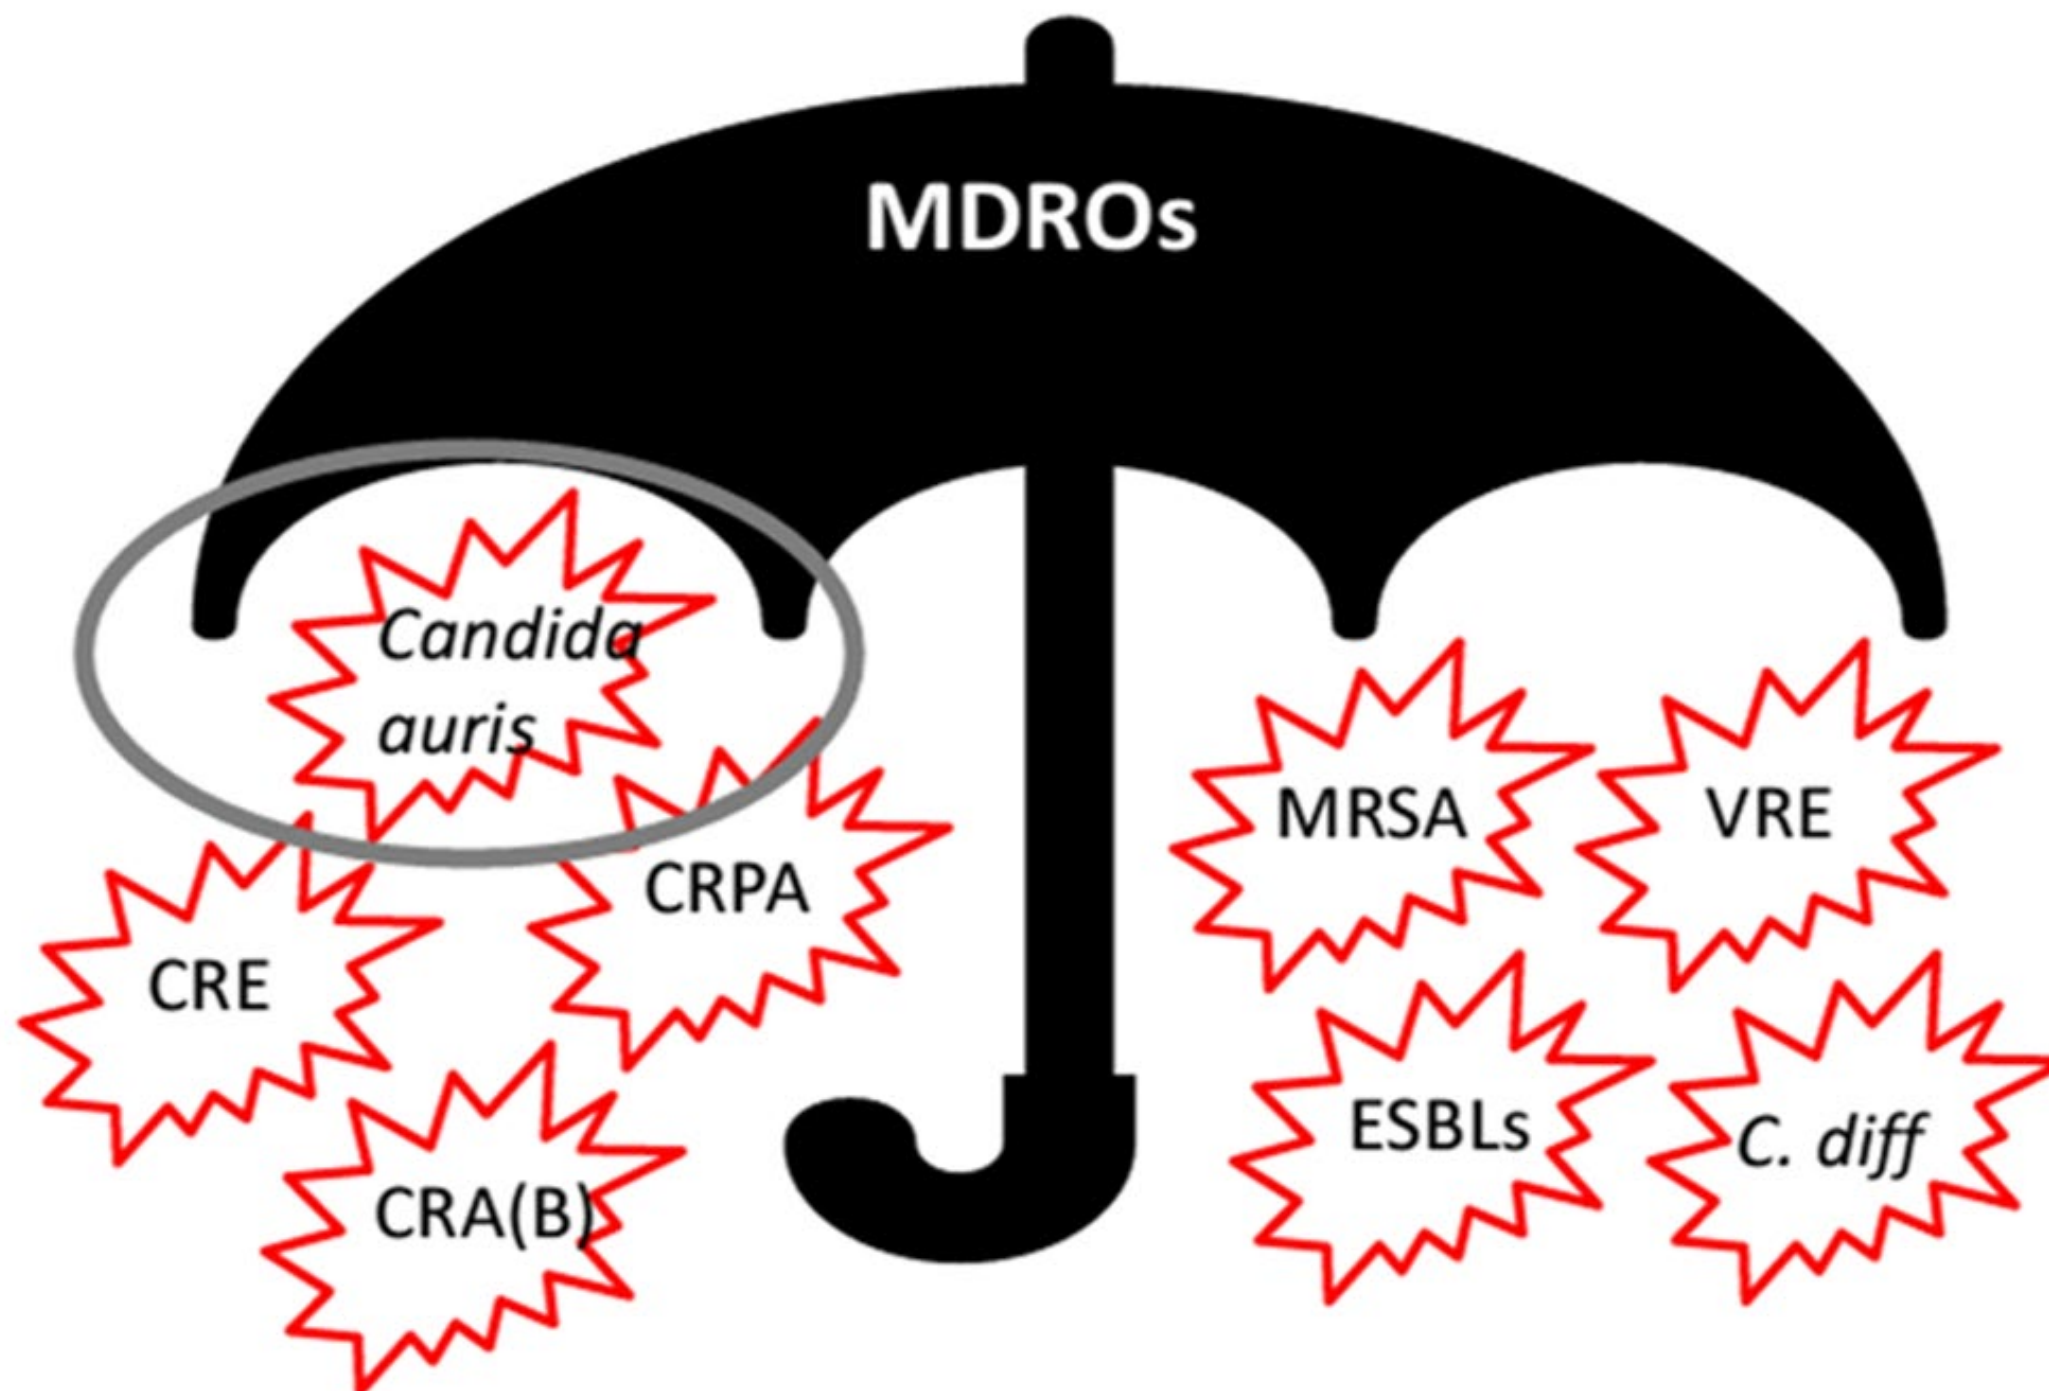 MDROs
Candida
auris
CRPA
CRE
CRA(B)
MRSA
VRE
ESBLs
C. diff